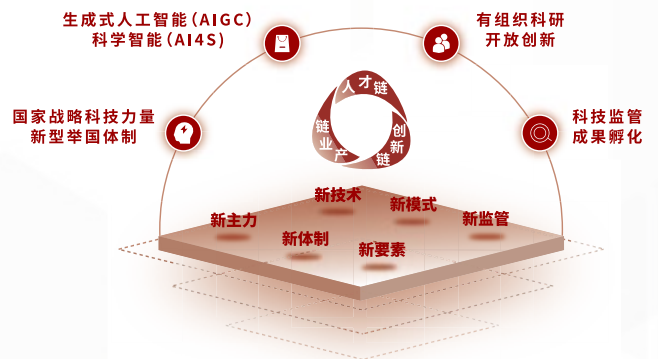 生成式人工智能(AIGC)
科学智能(AI4S)
有组织科研
开放创新
国家战略科技力量
新型举国体制
科技监管
成果孵化
人才链
创新链
产业链
新技术
新模式
新主力
新监管
新体制
新要素